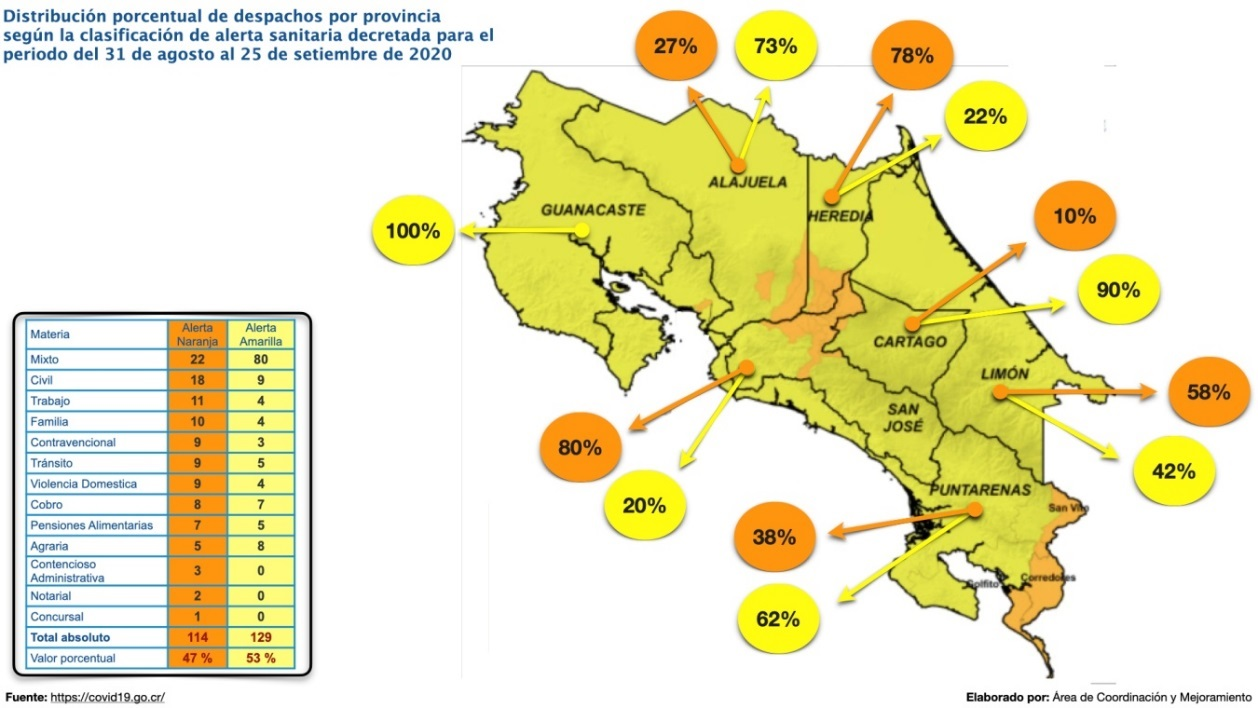 Distribución porcentual de despachos por provincia
según la clasificación de alerta sanitaria decretada para el
periodo del 31 de agosto al 25 de setiembre de 2020
27%
73%
78%
22%
ALAJUELA
HEREDIA
GUANACASTE
100%
10%
90%
CARTAGO
LIMÓN
58%
42%
SAN
JOSÉ
80%
20%
PUNTARENAS
San Vito
38%
Golfito
Corredores
62%
Materia Alerta Naranja Alerta Amarilla
Mixto 22 80
Civil 18 9
Trabajo 11 4
Familia 10 4
Contravencional 9 3
Tránsito 9 5
Violencia Domestica 9 4
Cobro 8 7
Pensiones Alimentarias 7 5
Agraria 5 8
Contencioso Administrativa 3 0
Notarial 2 0
Concursal 1 0
Total absoluto 114 129
Valor porcentual 47 % 53 %
Fuente: https://covid19.go.cr/
Elaborado por: Área de Coordinación y Mejoramiento